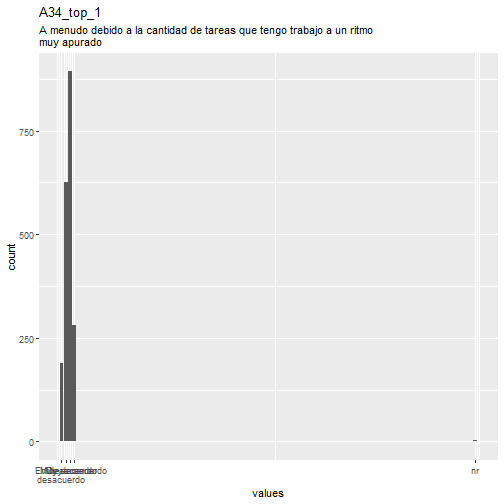 A34_top_1
A menudo debido a la cantidad de tareas que tengo trabajo a un ritmo
muy apurado
750
500
250
0
count
desacuerdo
nr
values